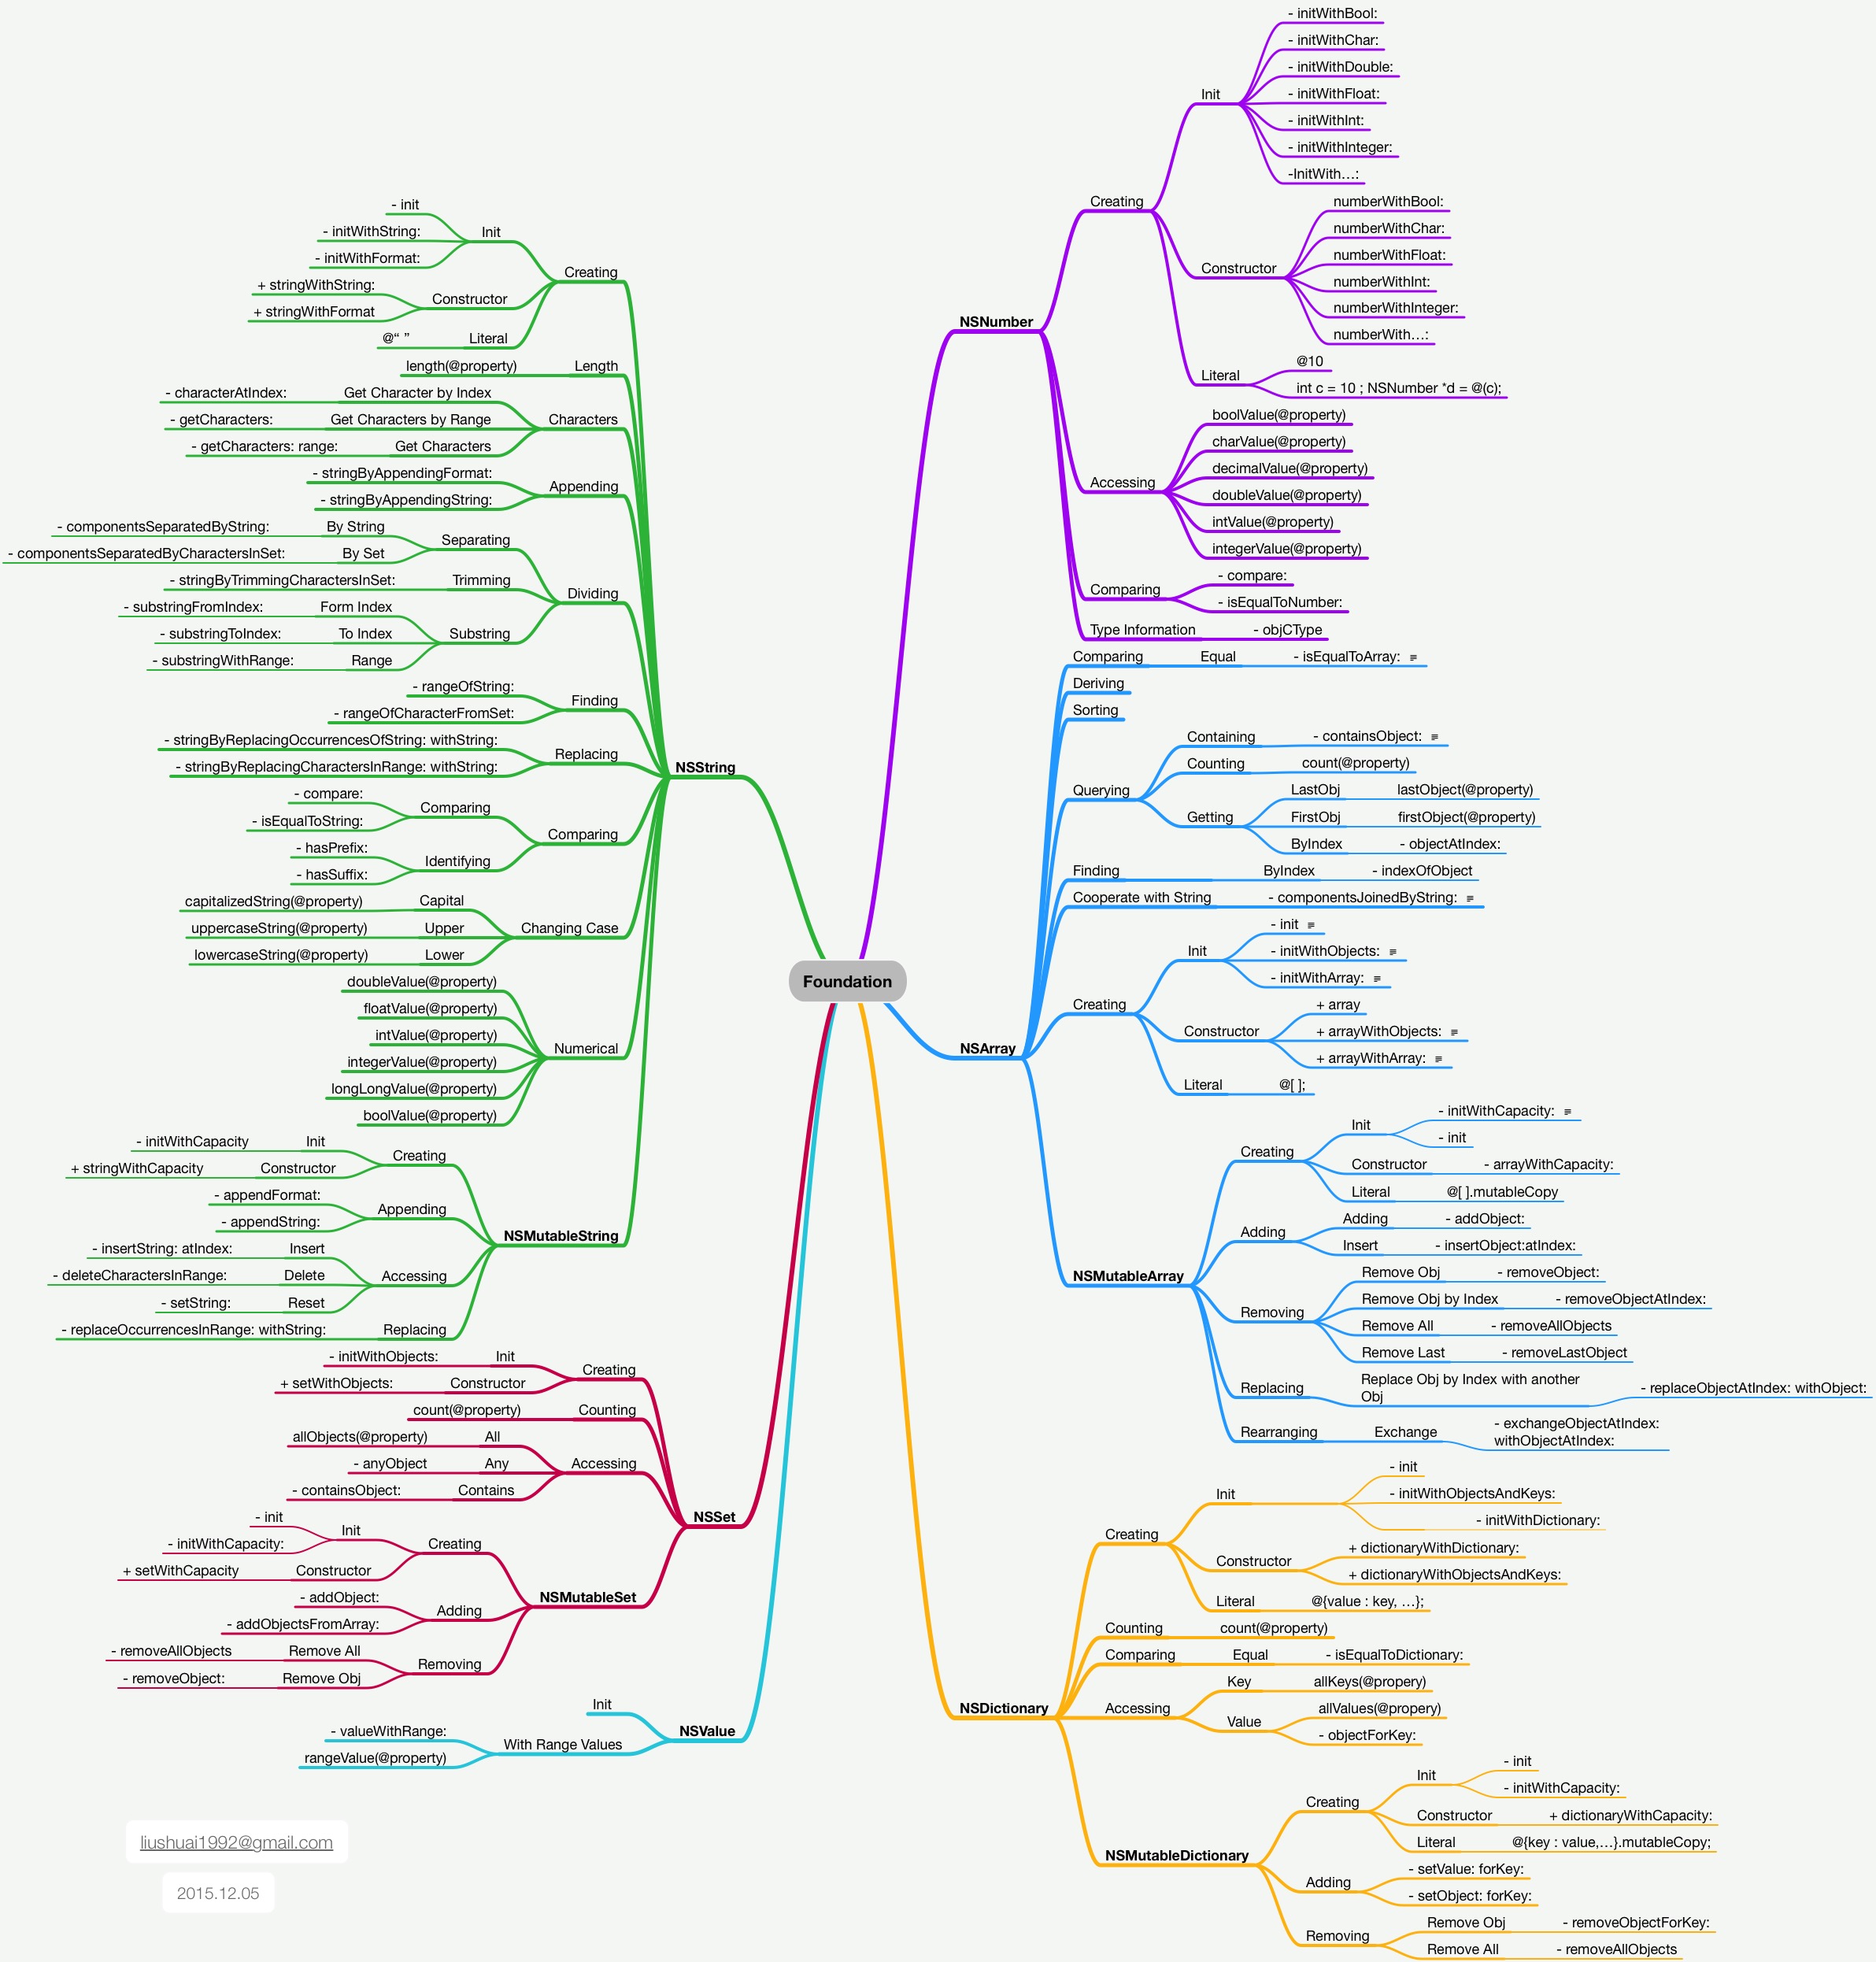 Foundation
NSString
Creating
Init
- init
- initWithString:
- initWithFormat:
Constructor
+ stringWithString:
+ stringWithFormat
Literal
@“ ”
Length
length(@property)
Characters
Get Character by Index
- characterAtIndex:
Get Characters by Range
- getCharacters:
Get Characters
- getCharacters: range:
Appending
- stringByAppendingFormat:
- stringByAppendingString:
Dividing
Separating
By String
- componentsSeparatedByString:
By Set
- componentsSeparatedByCharactersInSet:
Trimming
- stringByTrimmingCharactersInSet:
Substring
Form Index
- substringFromIndex:
To Index
- substringToIndex:
Range
- substringWithRange:
Finding
- rangeOfString:
- rangeOfCharacterFromSet:
Replacing
- stringByReplacingOccurrencesOfString: withString:
- stringByReplacingCharactersInRange: withString:
Comparing
Comparing
- compare:
- isEqualToString:
Identifying
- hasPrefix:
- hasSuffix:
Changing Case
Capital
capitalizedString(@property)
Upper
uppercaseString(@property)
Lower
lowercaseString(@property)
Numerical
doubleValue(@property)
floatValue(@property)
intValue(@property)
integerValue(@property)
longLongValue(@property)
boolValue(@property)
NSMutableString
Creating
Init
- initWithCapacity
Constructor
+ stringWithCapacity
Appending
- appendFormat:
- appendString:
Accessing
Insert
- insertString: atIndex:
Delete
- deleteCharactersInRange:
Reset
- setString:
Replacing
- replaceOccurrencesInRange: withString:
NSSet
Creating
Init
- initWithObjects:
Constructor
+ setWithObjects:
Counting
count(@property)
Accessing
All
allObjects(@property)
Any
- anyObject
Contains
- containsObject:
NSMutableSet
Creating
Init
- init
- initWithCapacity:
Constructor
+ setWithCapacity
Adding
- addObject:
- addObjectsFromArray:
Removing
Remove All
- removeAllObjects
Remove Obj
- removeObject:
NSValue
Init
With Range Values
- valueWithRange:
rangeValue(@property)
liushuai1992@gmail.com
2015.12.05
NSNumber
Creating
Init
- initWithBool:
- initWithChar:
- initWithDouble:
- initWithFloat:
- initWithInt:
- initWithInteger:
-InitWith…:
Constructor
numberWithBool:
numberWithChar:
numberWithFloat:
numberWithInt:
numberWithInteger:
numberWith…:
Literal
@10
int c = 10 ; NSNumber *d = @(c);
Accessing
boolValue(@property)
charValue(@property)
decimalValue(@property)
doubleValue(@property)
intValue(@property)
integerValue(@property)
Comparing
- compare:
- isEqualToNumber:
Type Information
- objCType
NSArray
Comparing
Equal
- isEqualToArray:
Deriving
Sorting
Querying
Containing
- containsObject:
Counting
count(@property)
Getting
LastObj
lastObject(@property)
FirstObj
firstObject(@property)
ByIndex
- objectAtIndex:
Finding
ByIndex
- indexOfObject
Cooperate with String
- componentsJoinedByString:
Creating
Init
- init
- initWithObjects:
- initWithArray:
Constructor
+ array
+ arrayWithObjects:
+ arrayWithArray:
Literal
@[ ];
NSMutableArray
Creating
Init
- initWithCapacity:
- init
Constructor
- arrayWithCapacity:
Literal
@[ ].mutableCopy
Adding
Adding
- addObject:
Insert
- insertObject:atIndex:
Removing
Remove Obj
- removeObject:
Remove Obj by Index
- removeObjectAtIndex:
Remove All
- removeAllObjects
Remove Last
- removeLastObject
Replacing
Replace Obj by Index with another
Obj
- replaceObjectAtIndex: withObject:
Rearranging
Exchange
- exchangeObjectAtIndex:
withObjectAtIndex:
NSDictionary
Creating
Init
- init
- initWithObjectsAndKeys:
- initWithDictionary:
Constructor
+ dictionaryWithDictionary:
+ dictionaryWithObjectsAndKeys:
Literal
@{value : key, …};
Counting
count(@property)
Comparing
Equal
- isEqualToDictionary:
Accessing
Key
allKeys(@propery)
Value
allValues(@propery)
- objectForKey:
NSMutableDictionary
Creating
Init
- init
- initWithCapacity:
Constructor
+ dictionaryWithCapacity:
Literal
@{key : value,…}.mutableCopy;
Adding
- setValue: forKey:
- setObject: forKey:
Removing
Remove Obj
- removeObjectForKey:
Remove All
- removeAllObjects